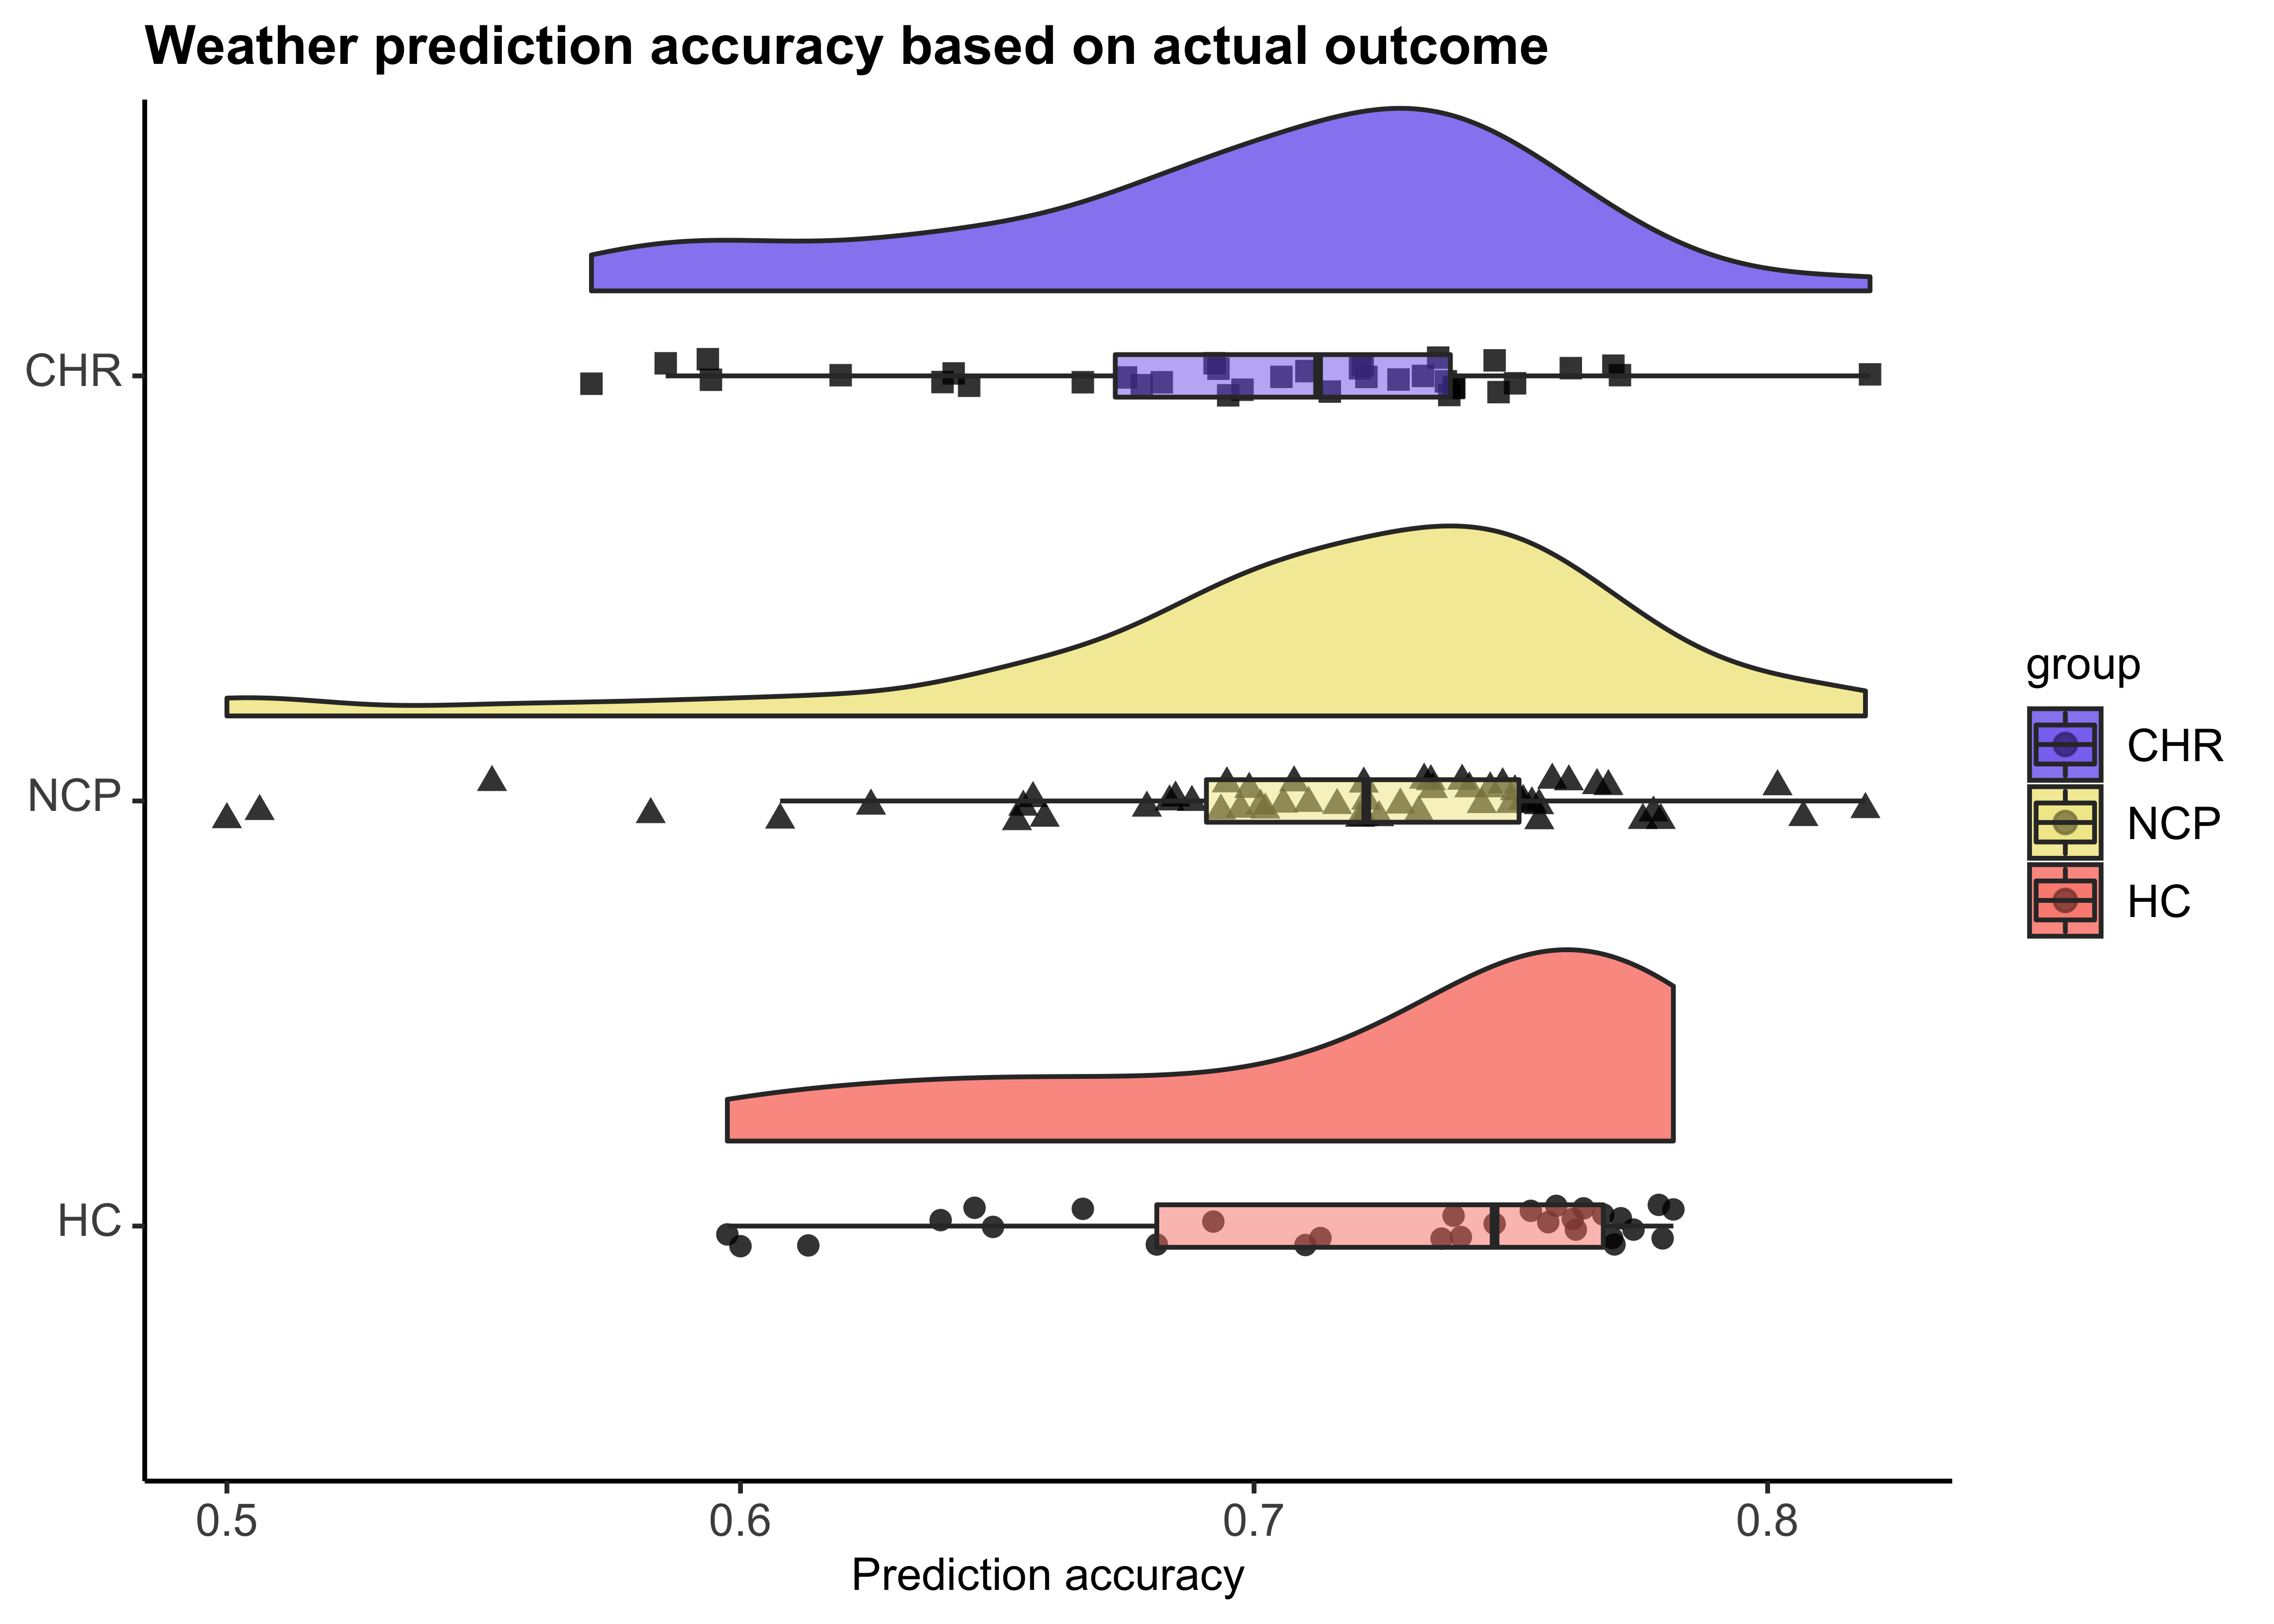 Weather prediction accuracy based on actual outcome
CHR
NCP
HC
0.5
0.6
0.7
0.8
Prediction accuracy
group
CHR
NCP
HC